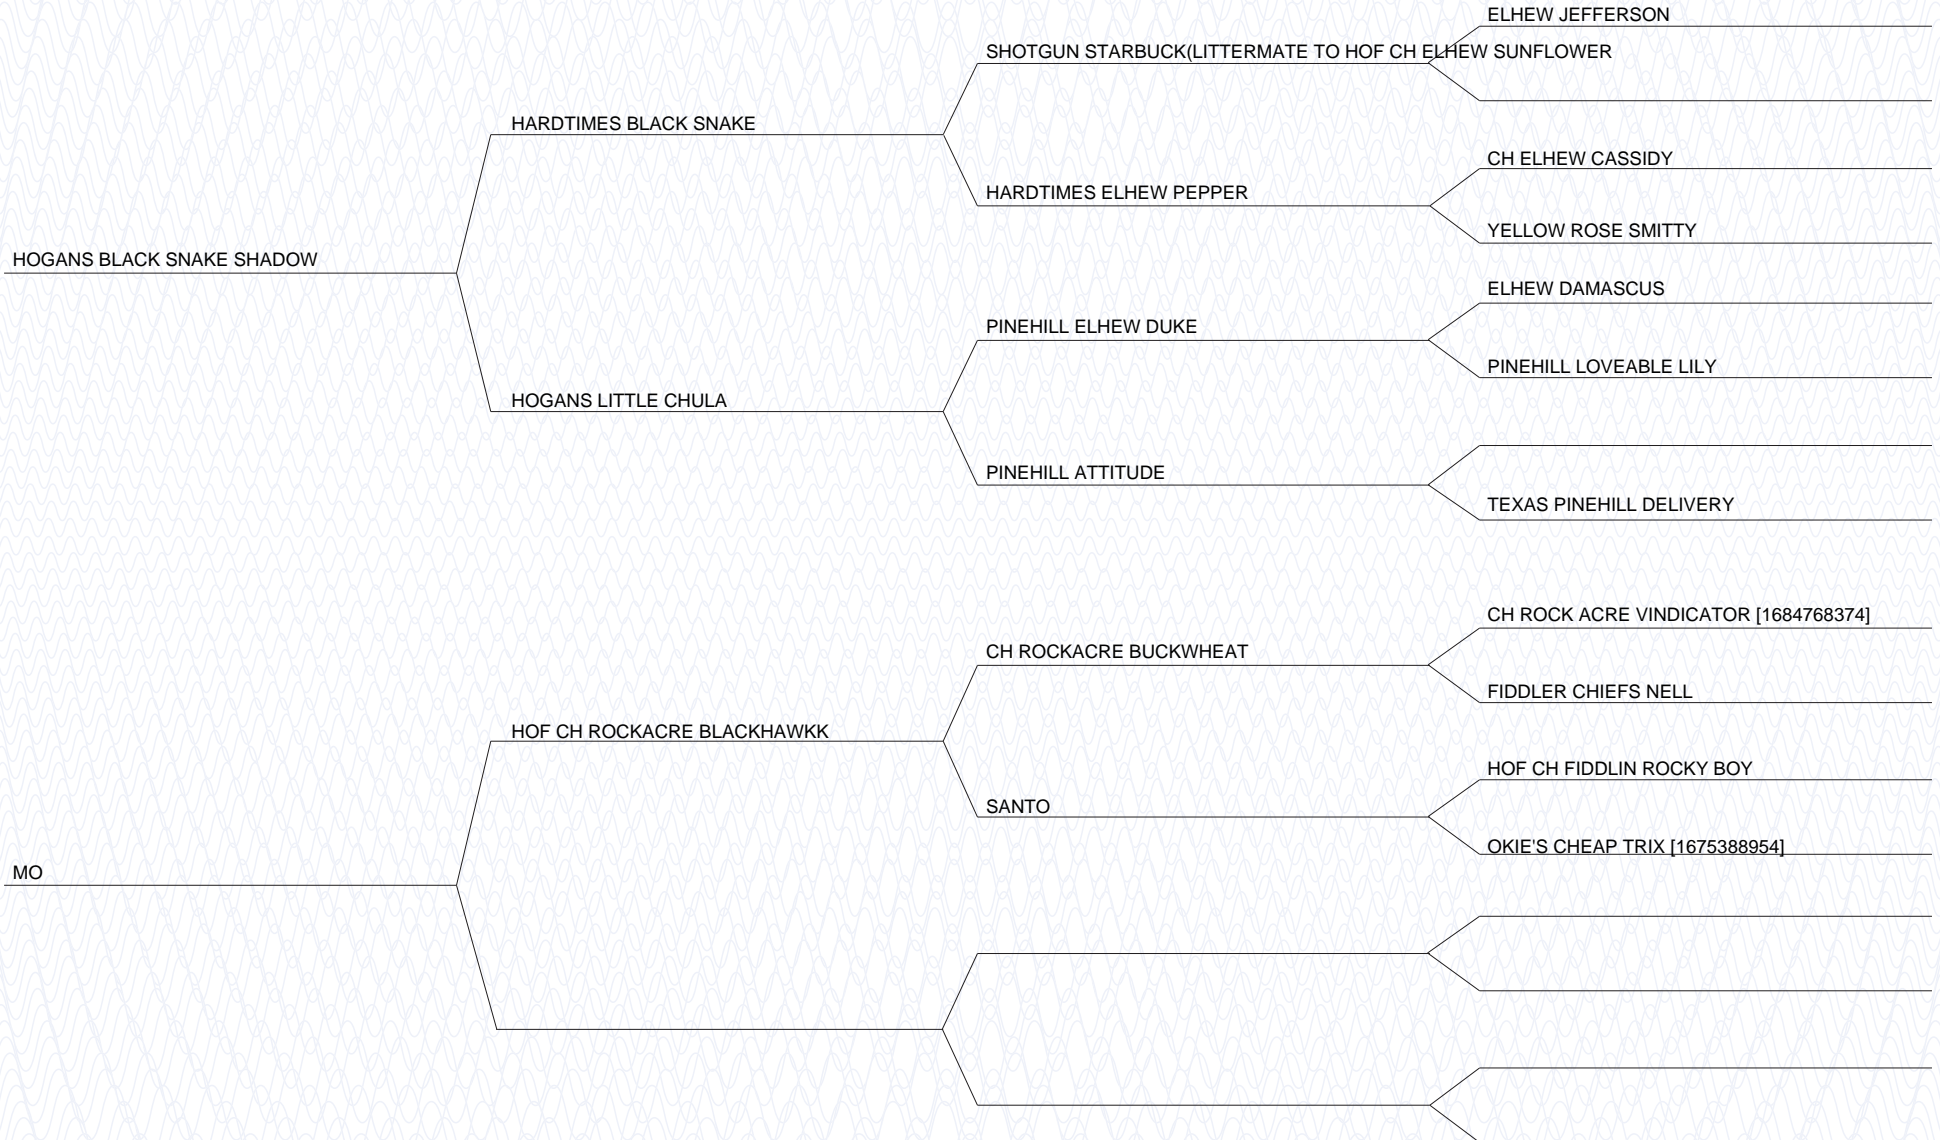 ELHEW JEFFERSON
SHOTGUN STARBUCK(LITTERMATE TO HOF CH ELHEW SUNFLOWER
HARDTIMES BLACK SNAKE
CH ELHEW CASSIDY
HARDTIMES ELHEW PEPPER
YELLOW ROSE SMITTY
HOGANS BLACK SNAKE SHADOW
ELHEW DAMASCUS
PINEHILL ELHEW DUKE
PINEHILL LOVEABLE LILY
HOGANS LITTLE CHULA
PINEHILL ATTITUDE
TEXAS PINEHILL DELIVERY
CH ROCK ACRE VINDICATOR [1684768374]
CH ROCKACRE BUCKWHEAT
FIDDLER CHIEFS NELL
HOF CH ROCKACRE BLACKHAWKK
HOF CH FIDDLIN ROCKY BOY
SANTO
OKIE'S CHEAP TRIX [1675388954]
MO